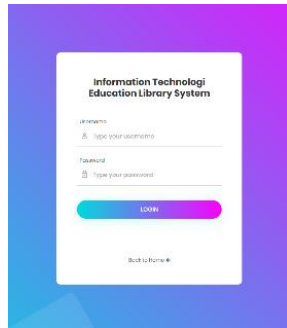 Information Technologi
Education Library System
Username
Type your username
Password
Type your password
LOGIN
Back to Home